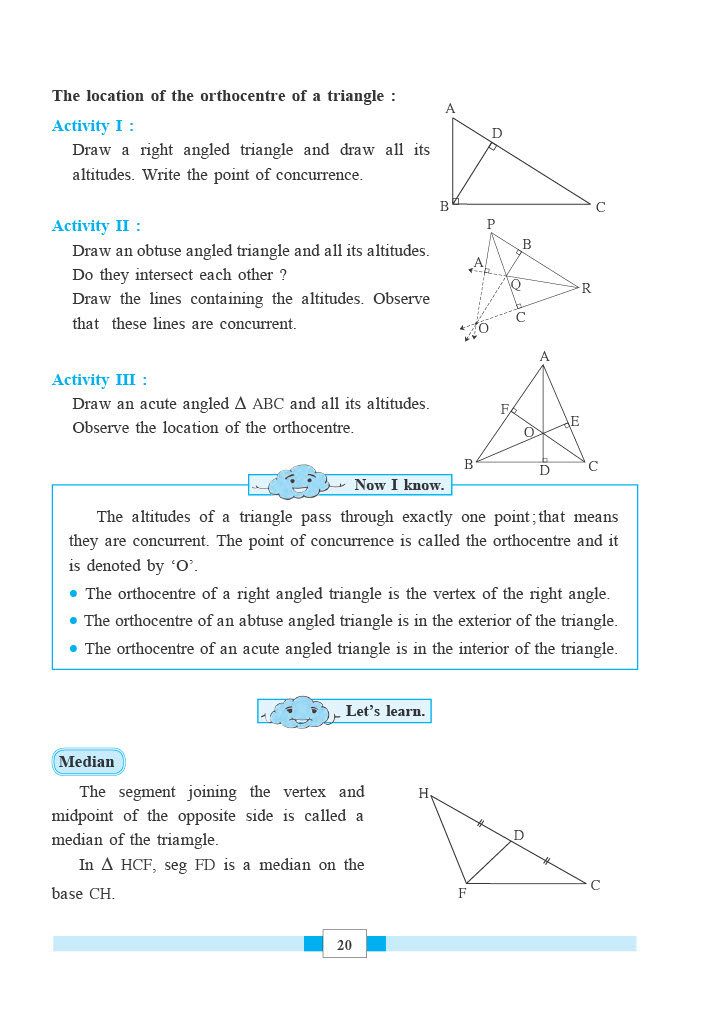 The location of the orthocentre of a triangle :
Activity I :
Draw a right angled triangle and draw all its
altitudes. Write the point of concurrence.
A
D
B
C
Activity II :
Draw an obtuse angled triangle and all its altitudes.
Do they intersect each other ?
Draw the lines containing the altitudes. Observe
that these lines are concurrent.
P
B
A
Q
R
C
O
Activity III :
Draw an acute angled Δ ABC and all its altitudes.
Observe the location of the orthocentre.
A
F
O
E
B
D
C
Now I know.
The altitudes of a triangle pass through exactly one point;that means
they are concurrent. The point of concurrence is called the orthocentre and it
is denoted by ‘O’.
• The orthocentre of a right angled triangle is the vertex of the right angle.
• The orthocentre of an abtuse angled triangle is in the exterior of the triangle.
• The orthocentre of an acute angled triangle is in the interior of the triangle.
Let’s learn.
Median
The segment joining the vertex and
midpoint of the opposite side is called a
median of the triamgle.
In Δ HCF, seg FD is a median on the
base CH.
H
D
F
C
20